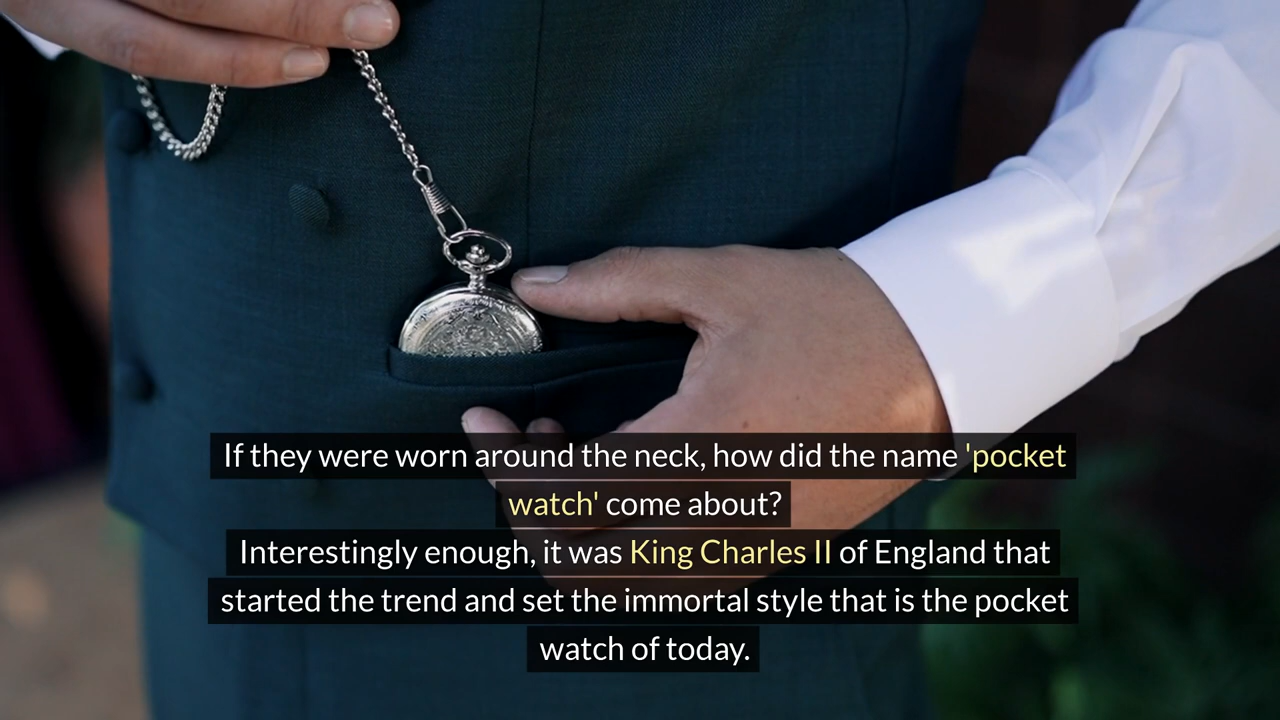 If they were worn around the neck, how did the name 'pocket
watch' come about?
Interestingly enough, it was King Charles II of England that
started the trend and set the immortal style that is the pocket
watch of today.